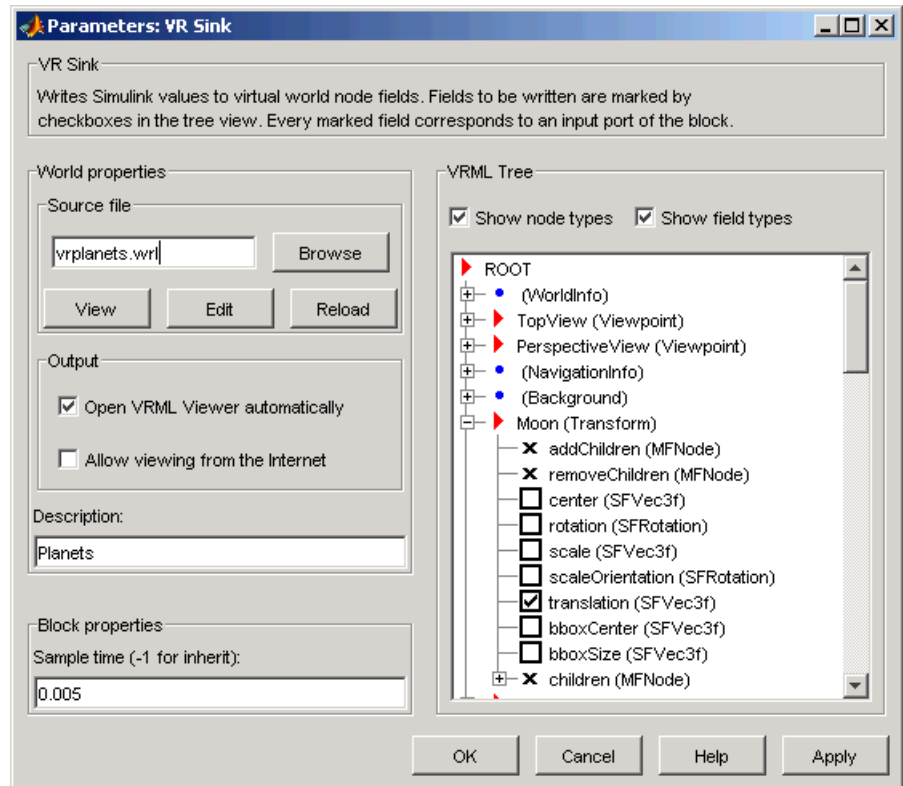 Parameters: VR Sink
VR Sink
Writes Simulink values to virtual world node fields. Fields to be written are marked by
checkboxes in the tree view. Every marked field corresponds to an input port of the block.
World properties
Source file
vrplanets.wrl
Browse
View
Edit
Reload
Output
Open VRML Viewer automatically
Allow viewing from the Internet
Description:
Planets
Block properties
Sample time (-1 for inherit):
0.005
VRML Tree
Show node types
Show field types
ROOT
(WorldInfo)
TopView (Viewpoint)
PerspectiveView (Viewpoint)
(NavigationInfo)
(Background)
Moon (Transform)
addChildren (MFNode)
removeChildren (MFNode)
center (SFVec3f)
rotation (SFRotation)
scale (SFVec3f)
scaleOrientation (SFRotation)
translation (SFVec3f)
bboxCenter (SFVec3f)
bboxSize (SFVec3f)
children (MFNode)
OK
Cancel
Help
Apply